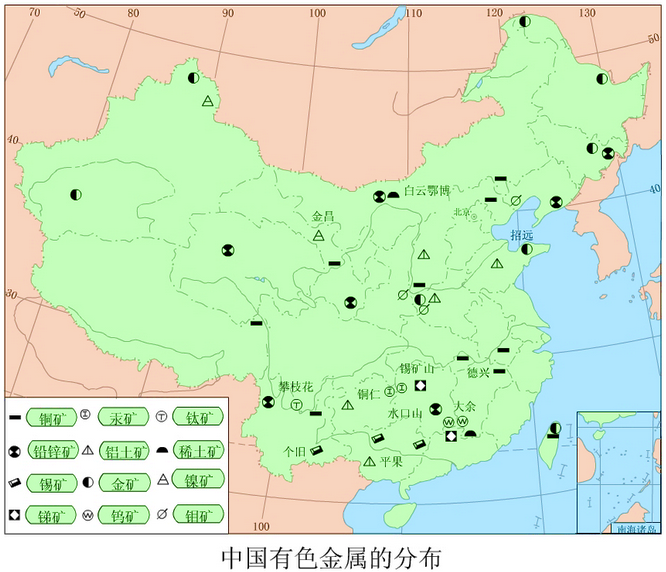 70
80
90
100
110
120
130
50
50
40
40
30
白云鄂博
北京
金昌
招远
攀枝花
铜仁
锡矿山
德兴
水口山
大余
个旧
平果
铜矿
汞矿
钛矿
铅锌矿
铝土矿
稀土矿
锡矿
金矿
镍矿
锑矿
钨矿
钼矿
100
110
120
南海诸岛
中国有色金属的分布